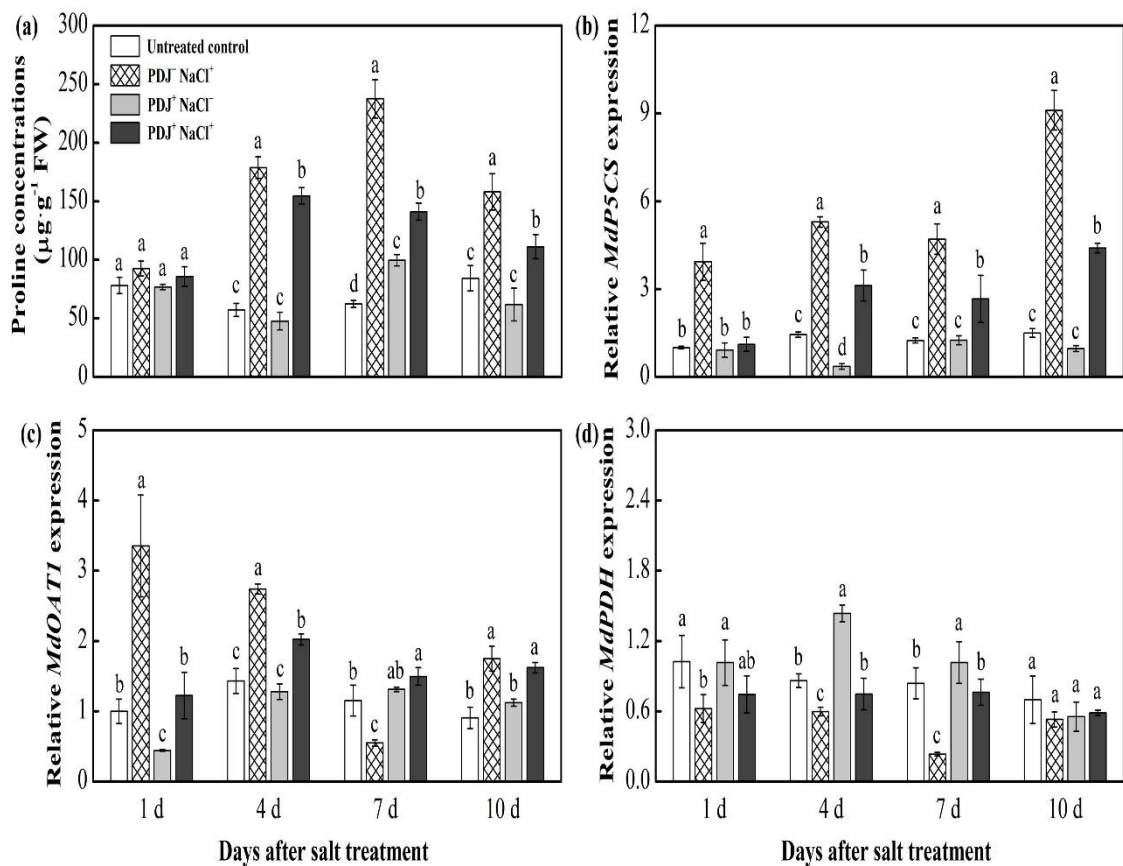 (a)
300
250
200
150
100
50
0
Proline concentrations
(μg·g⁻¹ FW)
Untreated control
PDJ⁻ NaCl⁺
PDJ⁺ NaCl⁻
PDJ⁺ NaCl⁺
a a a a
c a c b
d a c b
c a c b
(b)
12
9
6
3
0
Relative MdP5CS expression
b a b b
c a d b
c a c b
c a c b
(c)
5
4
3
2
1
0
Relative MdOAT1 expression
b a c b
c a c b
b c ab a
b a b a
1 d 4 d 7 d 10 d
Days after salt treatment
(d)
3.0
2.4
1.8
1.2
0.6
0.0
Relative MdPDH expression
a b a ab
b c a b
b c a b
a a a a
1 d 4 d 7 d 10 d
Days after salt treatment